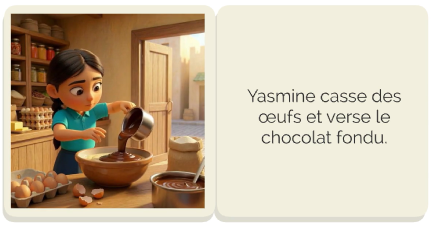 Yasmine casse des
œufs et verse le
chocolat fondu.